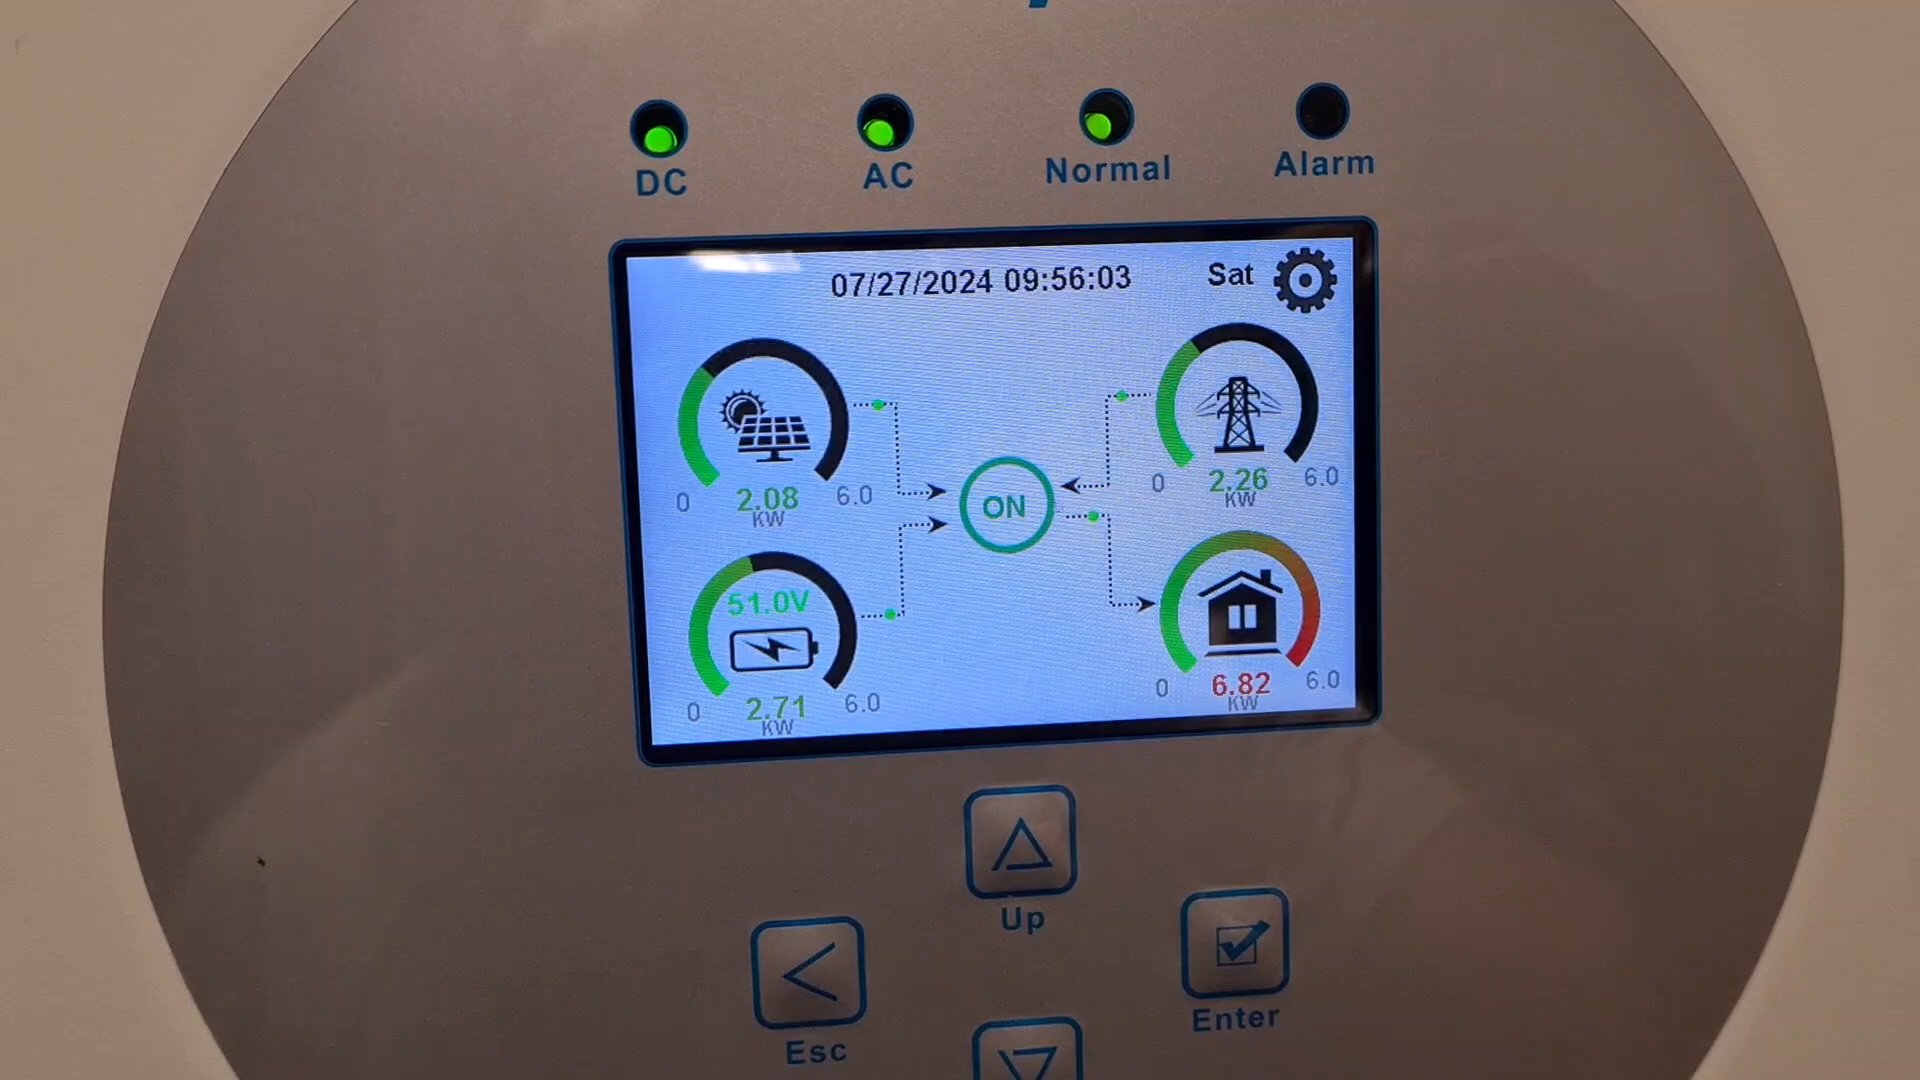 DC
AC
Normal
Alarm
07/27/2024 09:56:03
Sat
0
2.08
KW
6.0
0
2.26
KW
6.0
ON
51.0V
0
2.71
KW
6.0
0
6.82
KW
6.0
Up
Esc
Enter